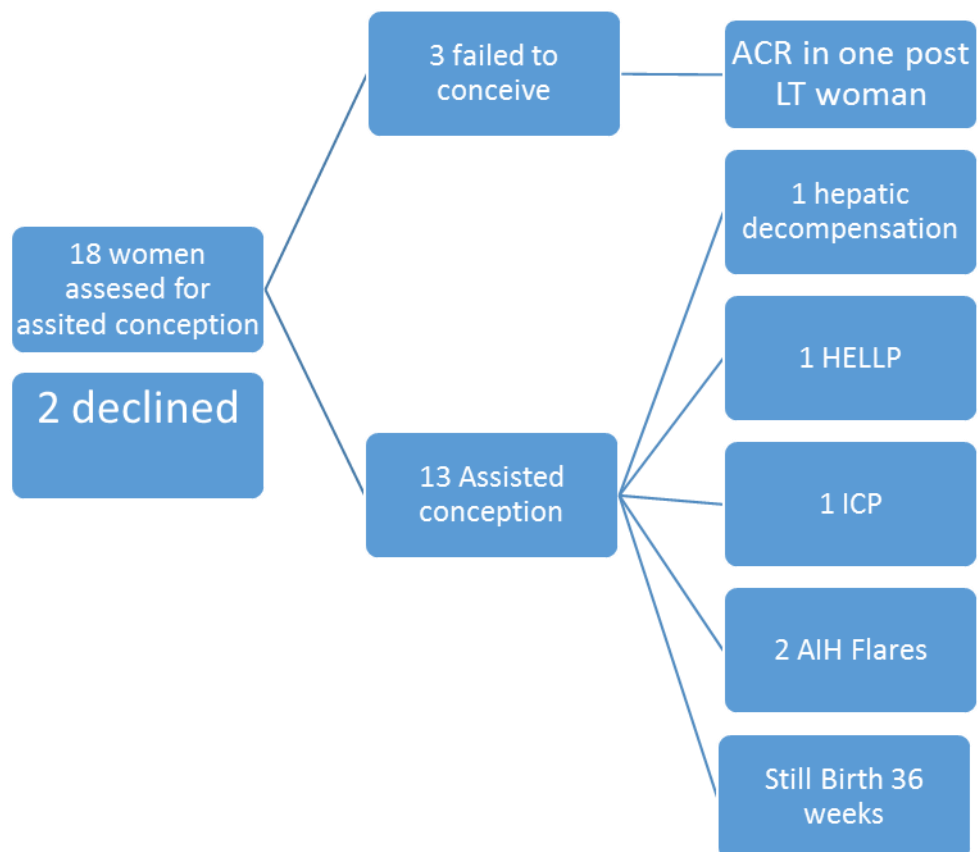 3 failed to
conceive
ACR in one post
LT woman
18 women
assesed for
assited conception
2 declined
13 Assisted
conception
1 hepatic
decompensation
1 HELLP
1 ICP
2 AIH Flares
Still Birth 36
weeks